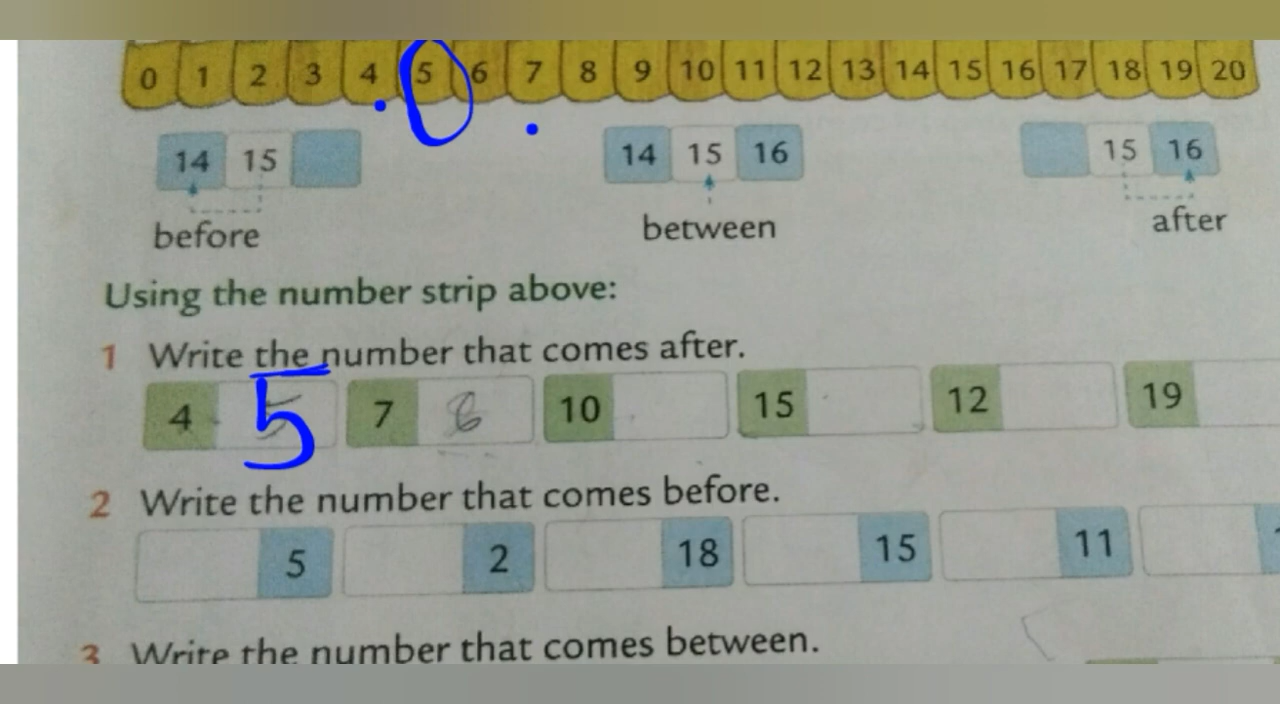 0 1 2 3 4 5 6 7 8 9 10 11 12 13 14 15 16 17 18 19 20
14 15 14 15 16 15 16
before between after
Using the number strip above:
1 Write the number that comes after.
4 5 7 8 10 15 12 19
2 Write the number that comes before.
5 2 18 15 11
3 Write the number that comes between.